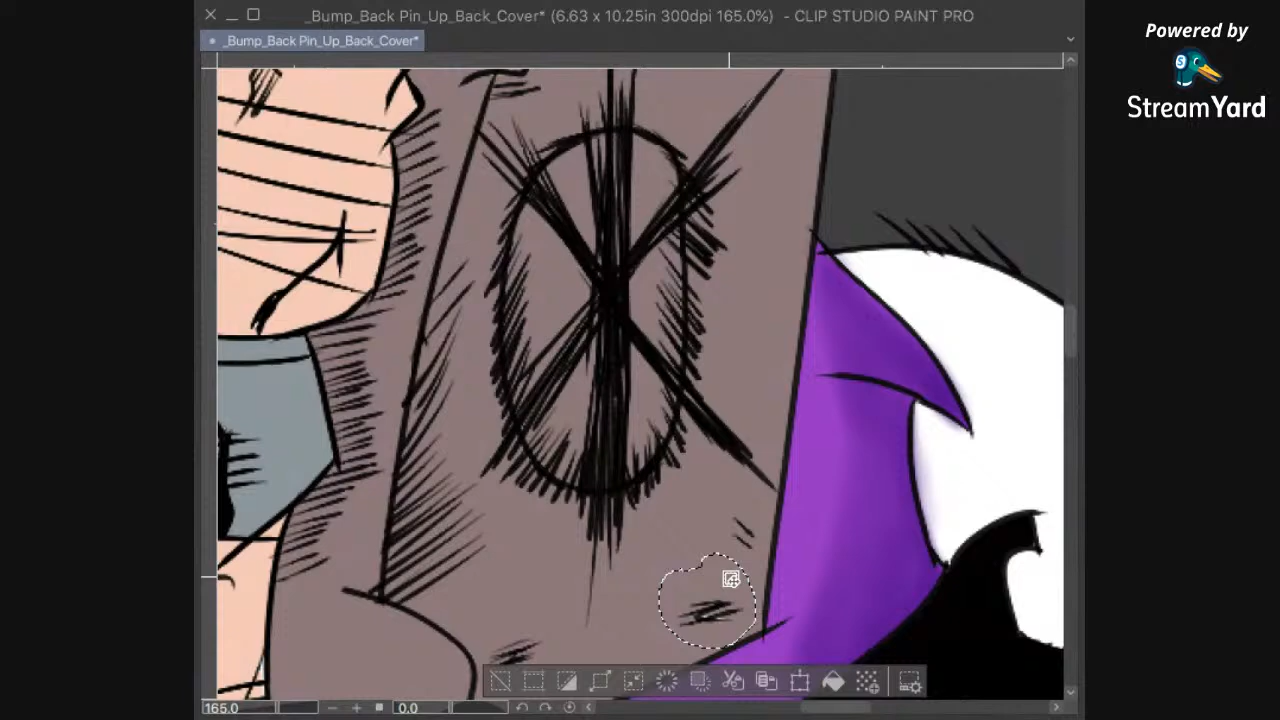 _Bump_Back Pin_Up_Back_Cover* (6.63 x 10.25in 300dpi 165.0%) - CLIP STUDIO PAINT PRO
_Bump_Back Pin_Up_Back_Cover*
Powered by
StreamYard
165.0
0.0